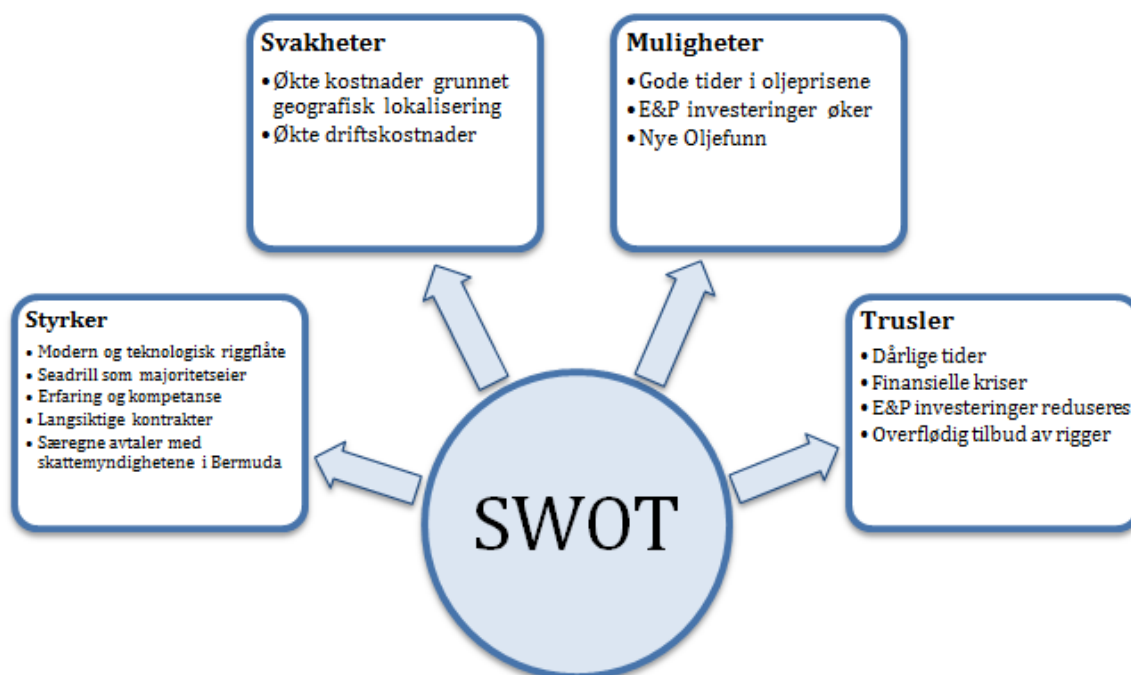 Svakheter
• Økte kostnader grunnet
geografisk lokalisering
• Økte driftskostnader
Muligheter
• Gode tider i oljeprisene
• E&P investeringer øker
• Nye Oljefunn
Styrker
• Modern og teknologisk riggflåte
• Seadrill som majoritetseier
• Erfaring og kompetanse
• Langsiktige kontrakter
• Særegne avtaler med
skattemyndighetene i Bermuda
Trusler
• Dårlige tider
• Finansielle kriser
• E&P investeringer reduseres
• Overflødig tilbud av rigger
SWOT